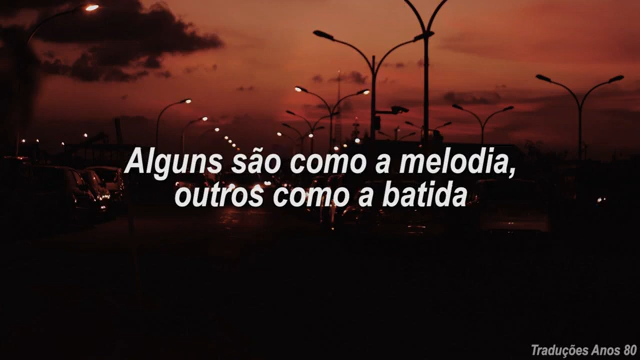 Alguns são como a melodia,
outros como a batida
Traduções Anos 80